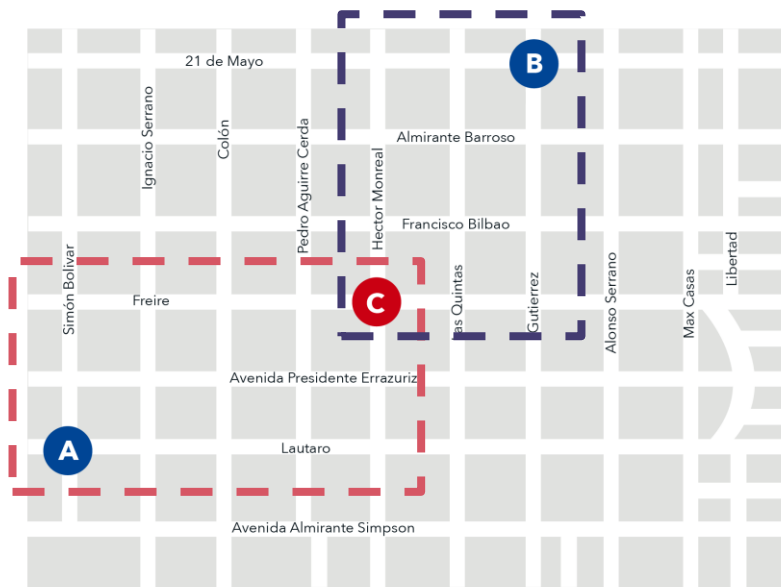 21 de Mayo
B
Ignacio Serrano
Colón
Pedro Aguirre Cerda
Almirante Barroso
Hector Monreal
Francisco Bilbao
Simón Bolivar
Freire
C
Las Quintas
Gutierrez
Alonso Serrano
Max Casas
Libertad
Avenida Presidente Errazuriz
A
Lautaro
Avenida Almirante Simpson